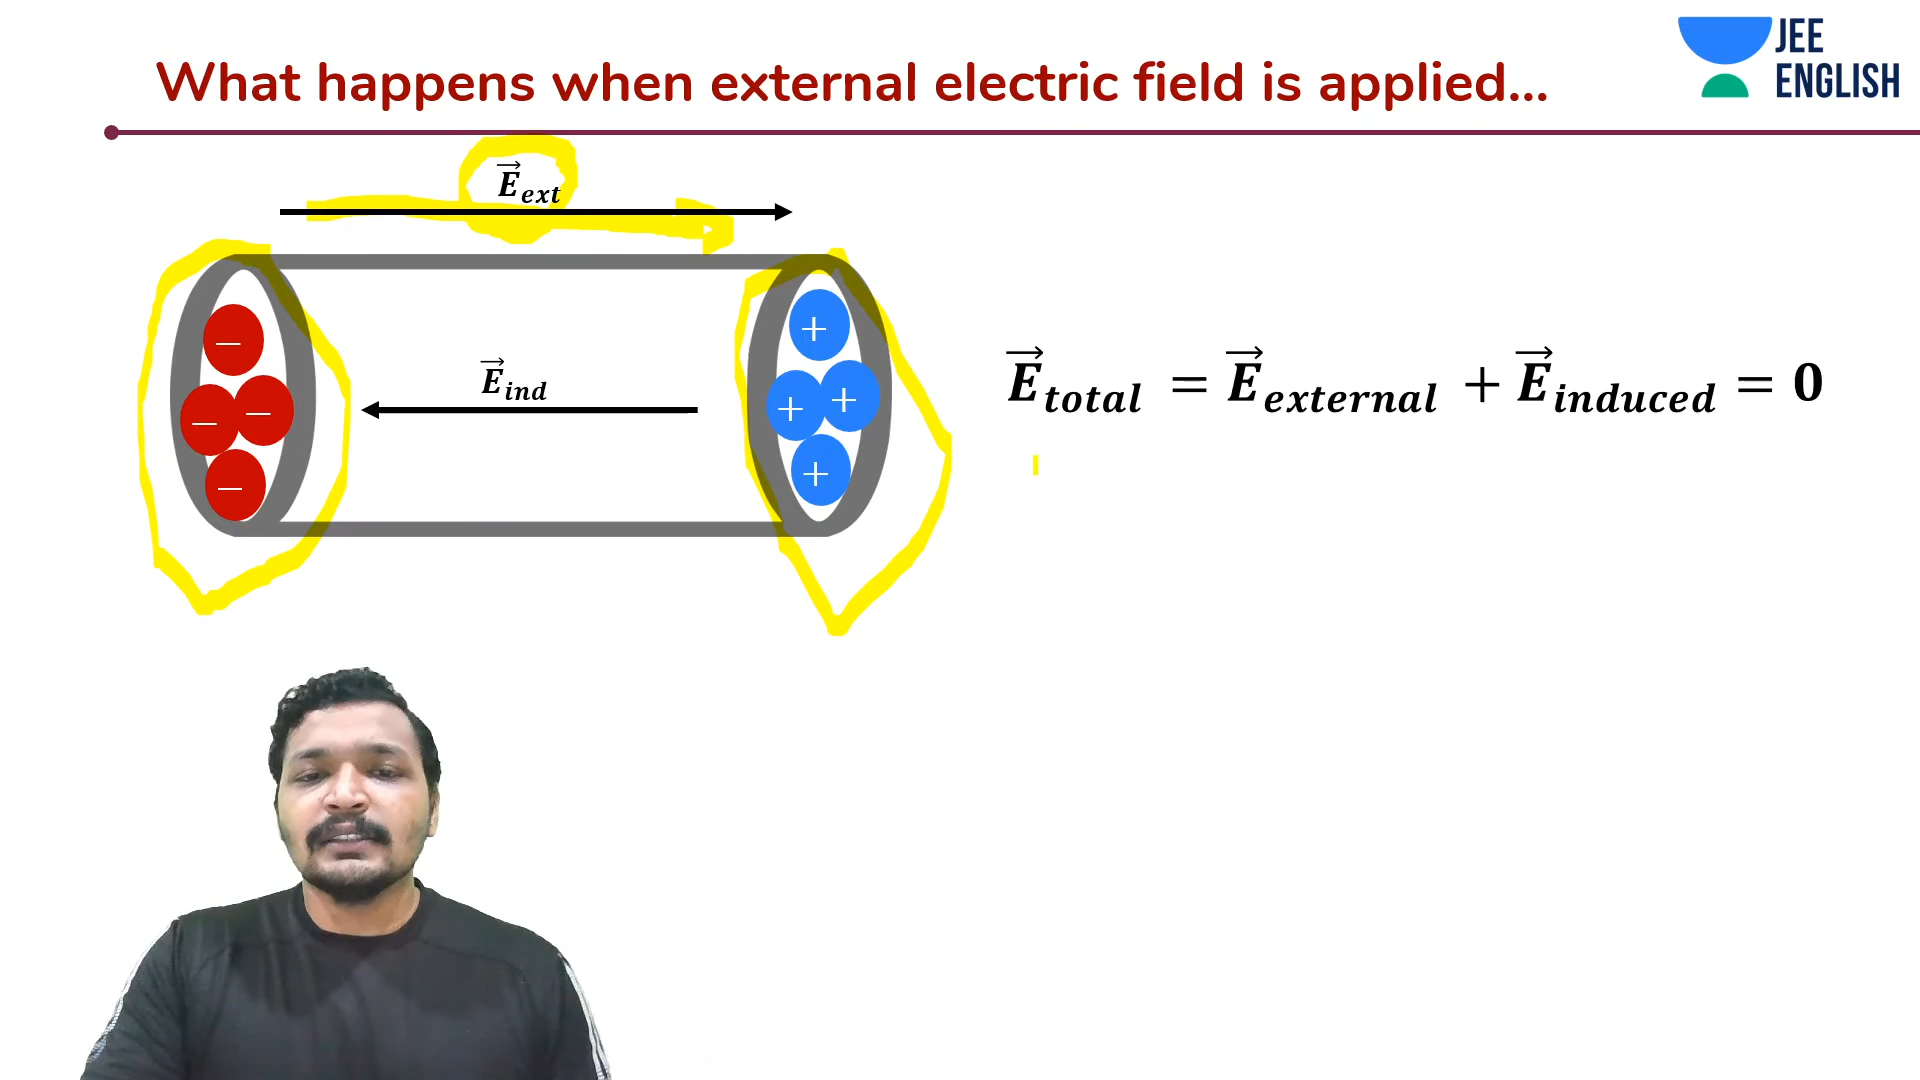 What happens when external electric field is applied...
JEE
ENGLISH
E⃗ext
− + 
E⃗ind
− − + +
− +
E⃗total = E⃗external + E⃗induced = 0